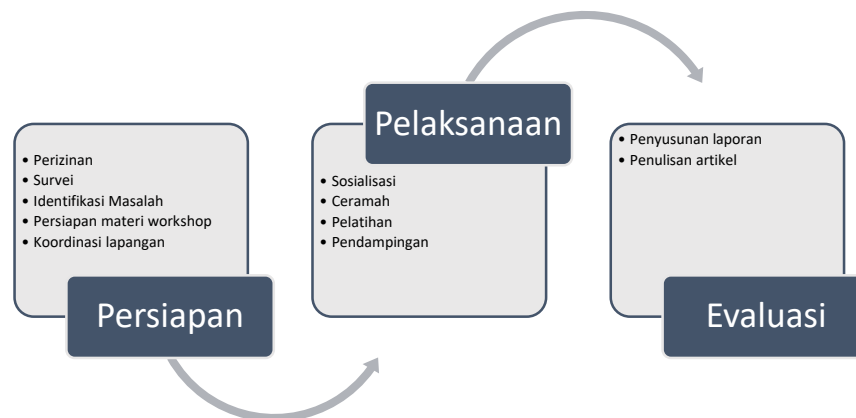 • Perizinan
• Survei
• Identifikasi Masalah
• Persiapan materi workshop
• Koordinasi lapangan
Persiapan
Pelaksanaan
• Sosialisasi
• Ceramah
• Pelatihan
• Pendampingan
• Penyusunan laporan
• Penulisan artikel
Evaluasi